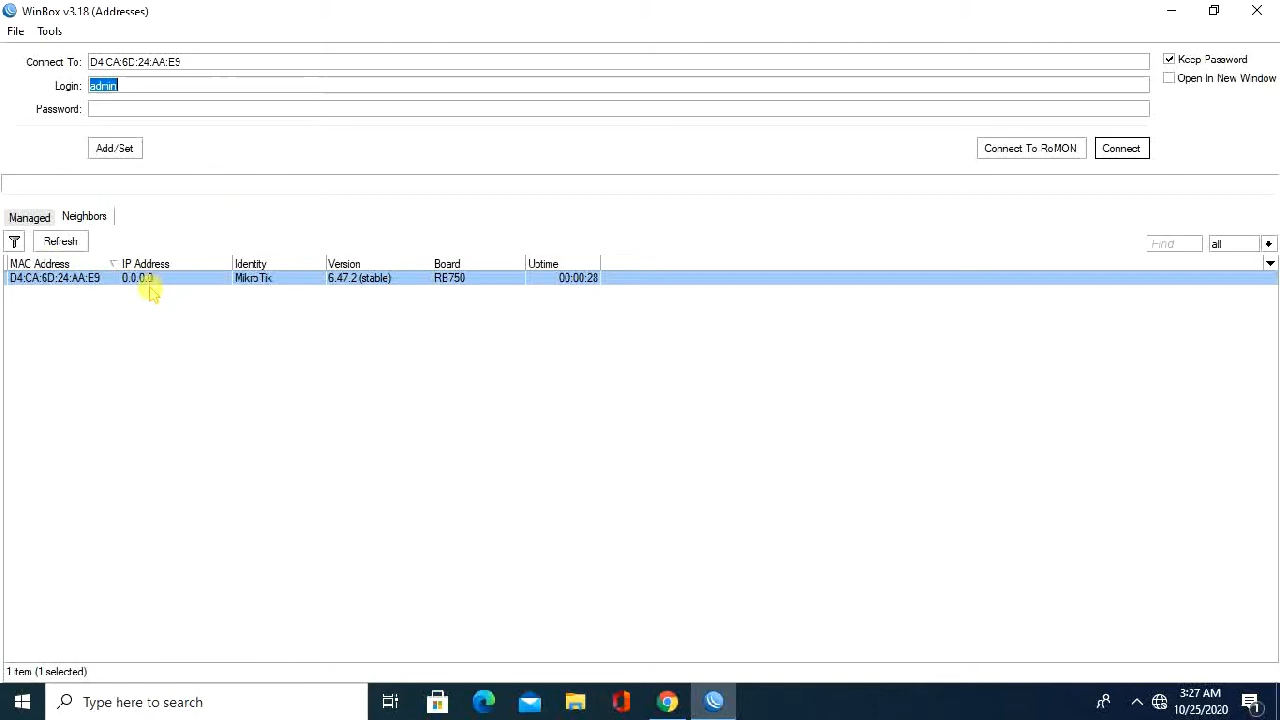 WinBox v3.18 (Addresses)
File Tools
Connect To: D4:CA:6D:24:AA:E9
Keep Password
Open In New Window
Login: admin
Password:
Add/Set
Connect To RoMON
Connect
Managed
Neighbors
Refresh
Find
all
MAC Address IP Address Identity Version Board Uptime
D4:CA:6D:24:AA:E9 0.0.0.0 MikroTik 6.47.2 (stable) RB750 00:00:28
1 item (1 selected)
Type here to search
3:27 AM
10/25/2020
1